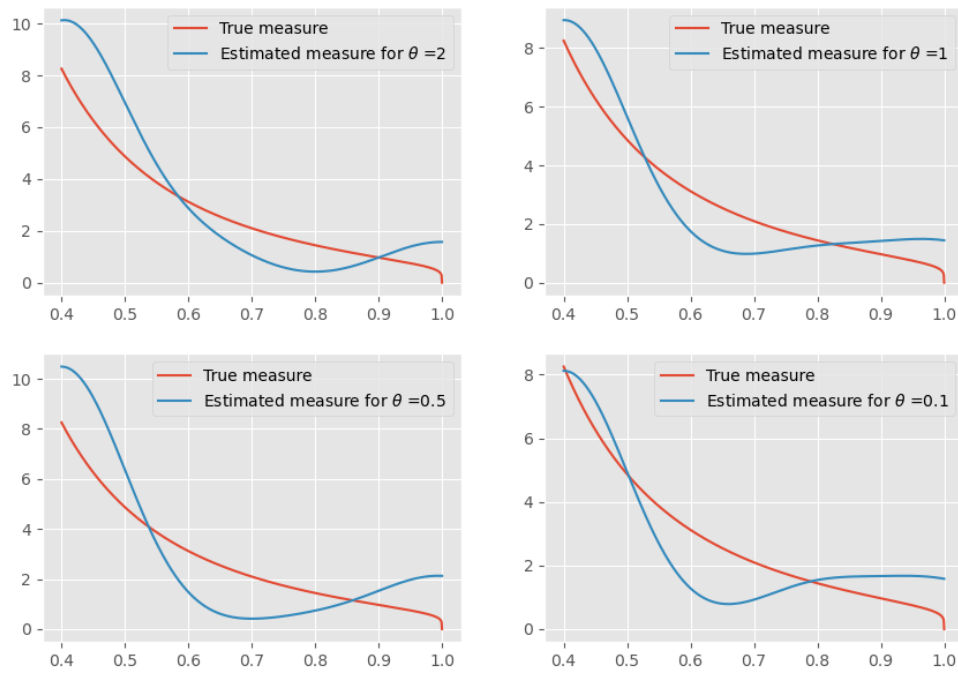 True measure
Estimated measure for θ =2
10
8
6
4
2
0
0.4 0.5 0.6 0.7 0.8 0.9 1.0
True measure
Estimated measure for θ =1
8
6
4
2
0
0.4 0.5 0.6 0.7 0.8 0.9 1.0
True measure
Estimated measure for θ =0.5
10
8
6
4
2
0
0.4 0.5 0.6 0.7 0.8 0.9 1.0
True measure
Estimated measure for θ =0.1
8
6
4
2
0
0.4 0.5 0.6 0.7 0.8 0.9 1.0